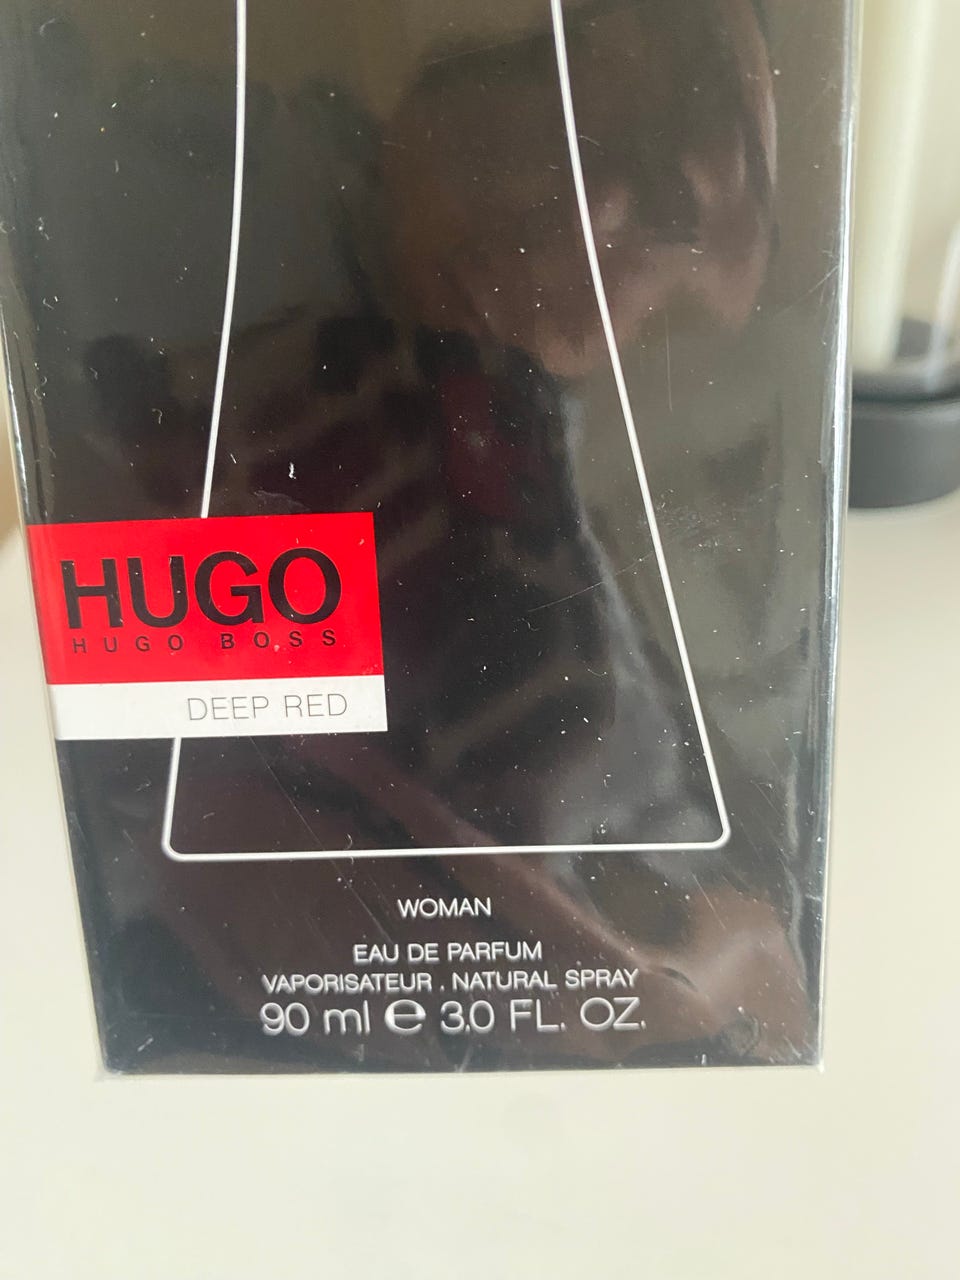 HUGO
HUGO BOSS
DEEP RED
WOMAN
EAU DE PARFUM
VAPORISATEUR . NATURAL SPRAY
90 ml ℮ 3.0 FL. OZ.